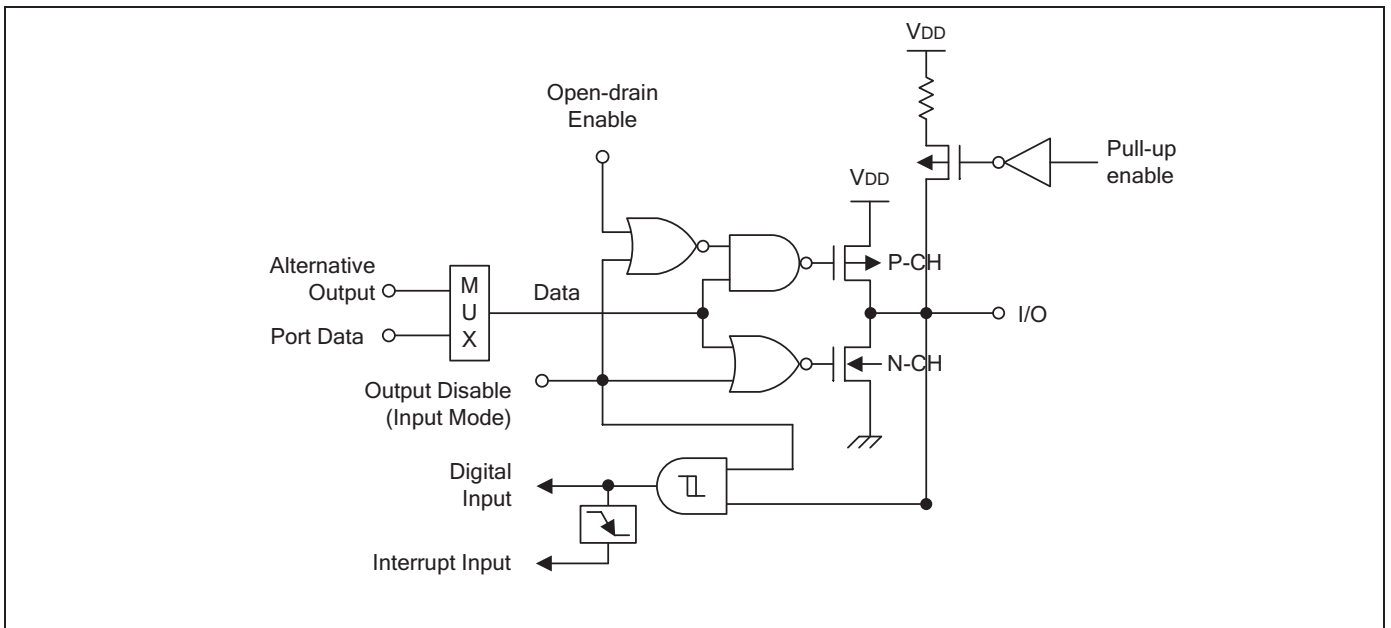 VDD
Open-drain
Enable
Pull-up
enable
VDD
Alternative
Output
M
U
X
Data
P-CH
I/O
Port Data
N-CH
Output Disable
(Input Mode)
Digital
Input
Interrupt Input